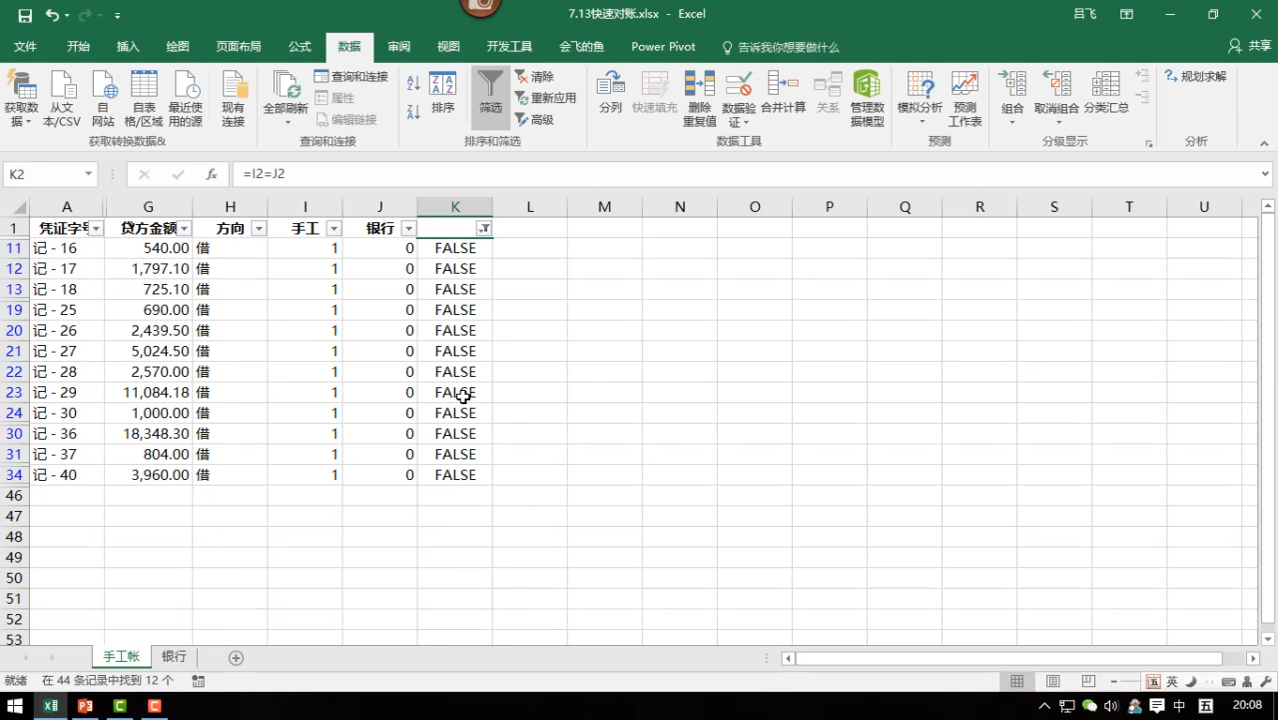 7.13快速对账.xlsx - Excel
吕飞
文件 开始 插入 绘图 页面布局 公式 数据 审阅 视图 开发工具 会飞的鱼 Power Pivot 告诉我你想要做什么 共享
获取数据 从文本/CSV 自网站 自表格/区域 最近使用的源 现有连接
获取转换数据&
全部刷新 查询和连接 属性 编辑链接
查询和连接
排序 筛选 清除 重新应用 高级
排序和筛选
分列 快速填充 删除重复值 数据验证 合并计算 关系 管理数据模型
数据工具
模拟分析 预测工作表
预测
组合 取消组合 分类汇总
分级显示
规划求解
分析
K2 =I2=J2
A G H I J K L M N O P Q R S T U
1 凭证字号 贷方金额 方向 手工 银行
11 记 - 16 540.00 借 1 0 FALSE
12 记 - 17 1,797.10 借 1 0 FALSE
13 记 - 18 725.10 借 1 0 FALSE
19 记 - 25 690.00 借 1 0 FALSE
20 记 - 26 2,439.50 借 1 0 FALSE
21 记 - 27 5,024.50 借 1 0 FALSE
22 记 - 28 2,570.00 借 1 0 FALSE
23 记 - 29 11,084.18 借 1 0 FALSE
24 记 - 30 1,000.00 借 1 0 FALSE
30 记 - 36 18,348.30 借 1 0 FALSE
31 记 - 37 804.00 借 1 0 FALSE
34 记 - 40 3,960.00 借 1 0 FALSE
46
47
48
49
50
51
52
53
手工帐 银行
就绪 在 44 条记录中找到 12 个
五 英
中 五 20:08